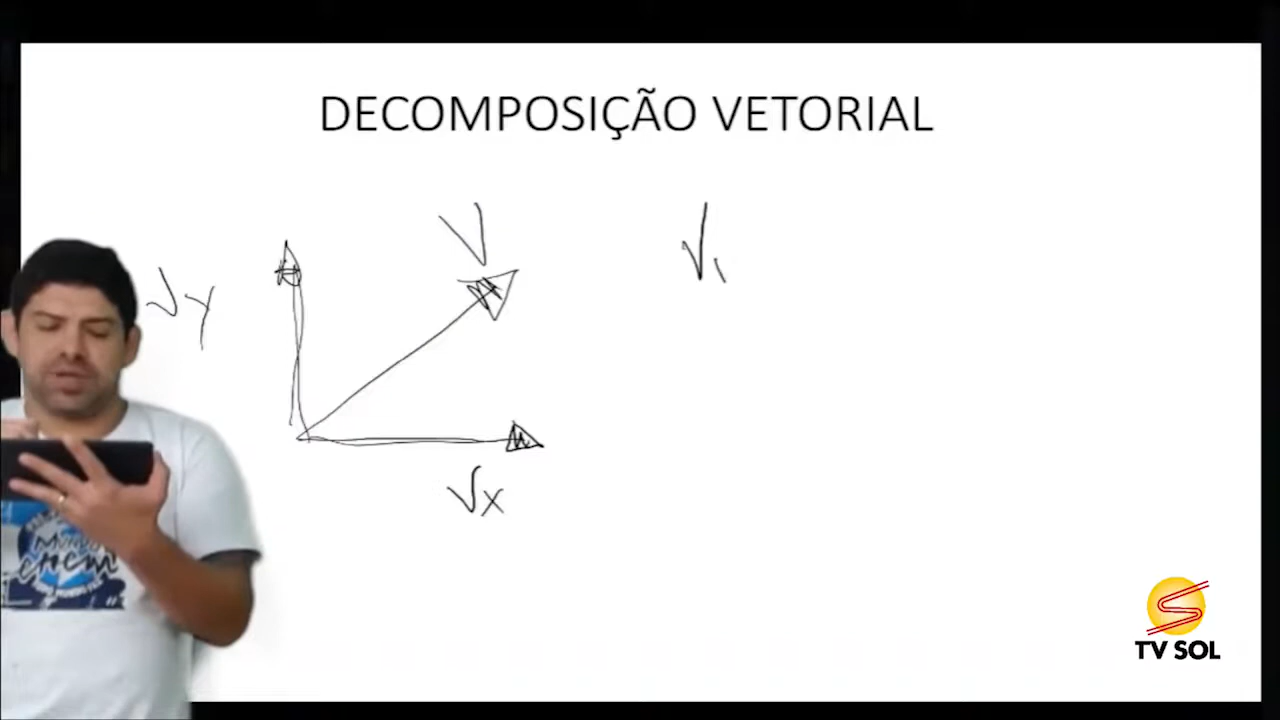 DECOMPOSIÇÃO VETORIAL
V
V
Vy
Vx
TV SOL